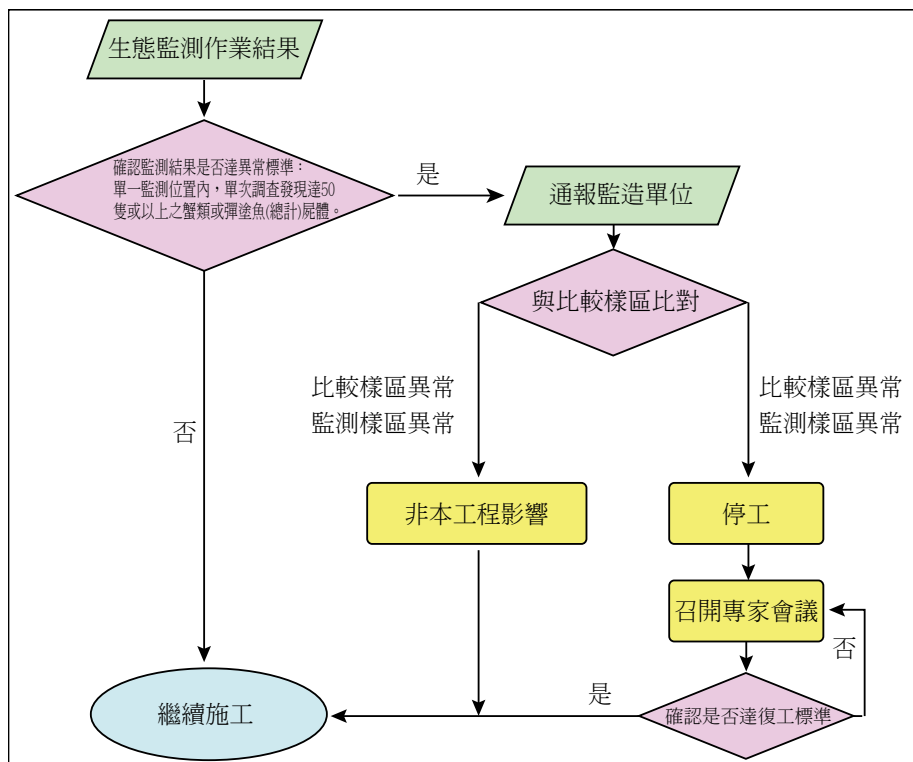 生態監測作業結果
確認監測結果是否達異常標準：
單一監測位置內，單次調查發現達50
隻或以上之蟹類或彈塗魚(總計)屍體。
是
通報監造單位
與比較樣區比對
比較樣區異常
監測樣區異常
比較樣區異常
監測樣區異常
否
非本工程影響
停工
召開專家會議
否
確認是否達復工標準
是
繼續施工